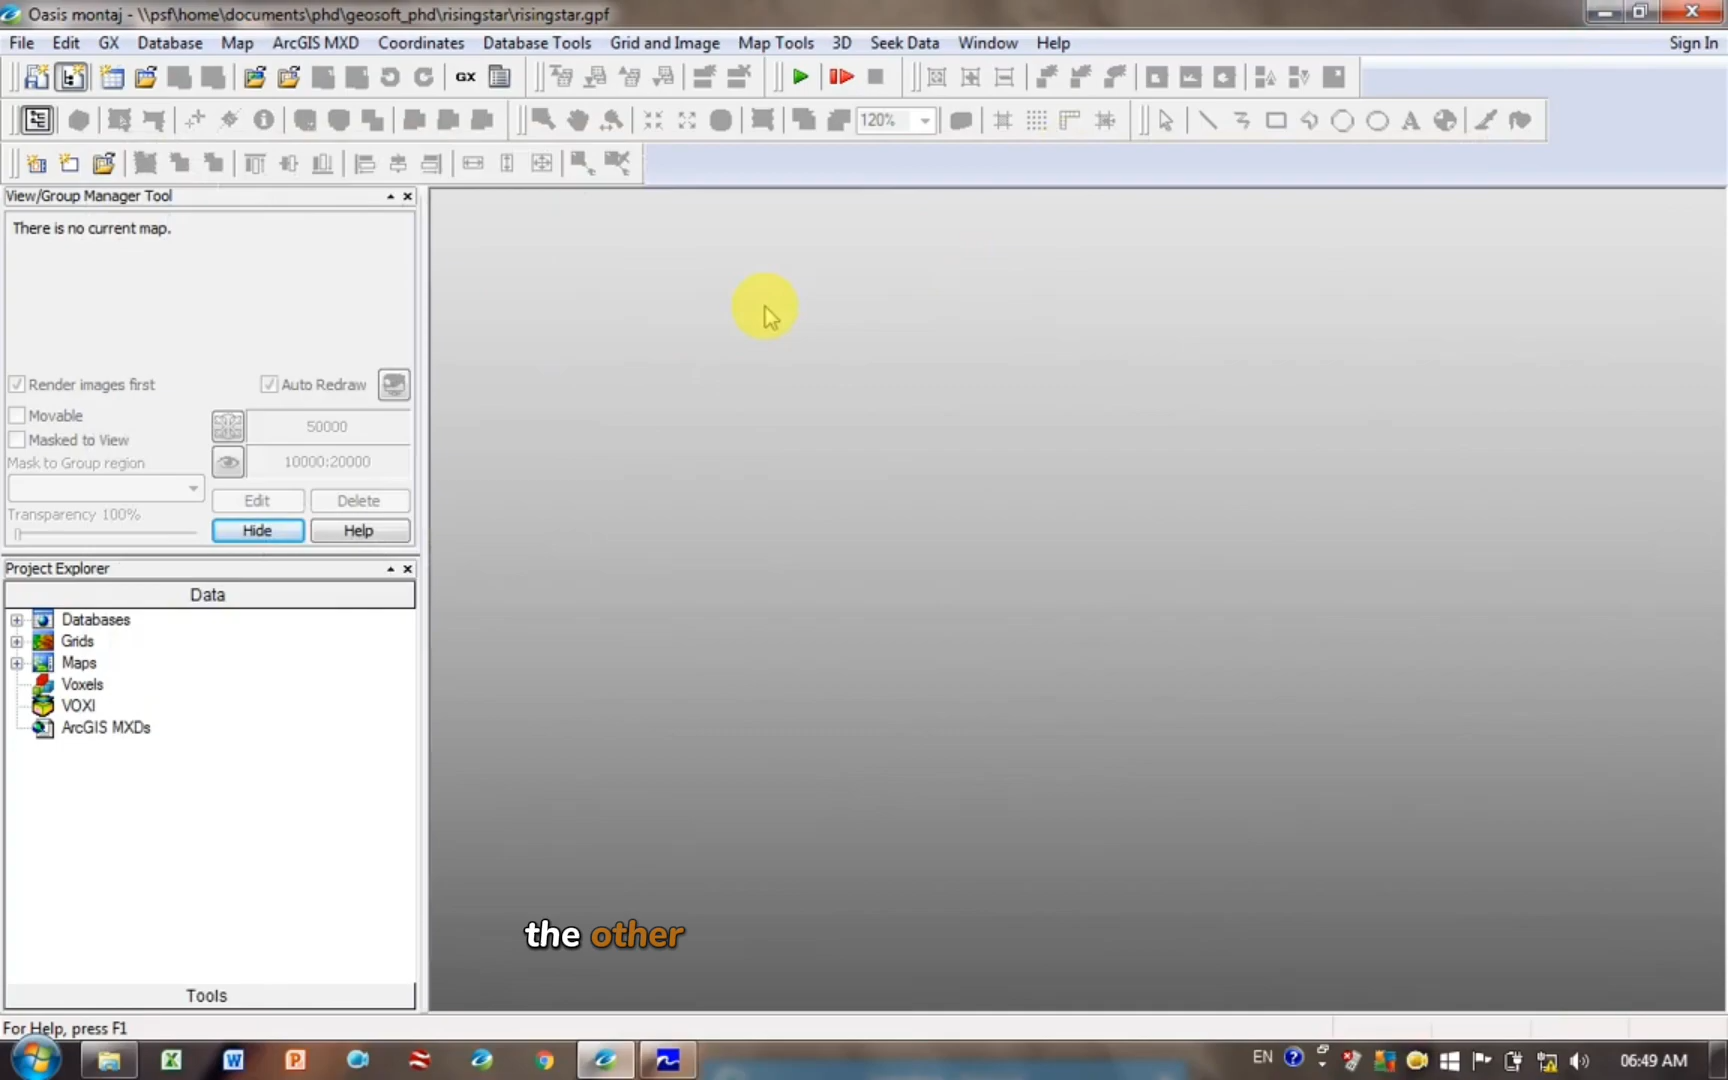 Oasis montaj - \\psf\home\documents\phd\geosoft_phd\risingstar\risingstar.gpf
File Edit GX Database Map ArcGIS MXD Coordinates Database Tools Grid and Image Map Tools 3D Seek Data Window Help Sign In
GX
120%
A
View/Group Manager Tool
There is no current map.
Render images first Auto Redraw
Movable
50000
Masked to View
Mask to Group region
10000:20000
Edit Delete
Transparency 100%
Hide Help
Project Explorer
Data
Databases
Grids
Maps
Voxels
VOXI
ArcGIS MXDs
the other
Tools
For Help, press F1
EN 06:49 AM